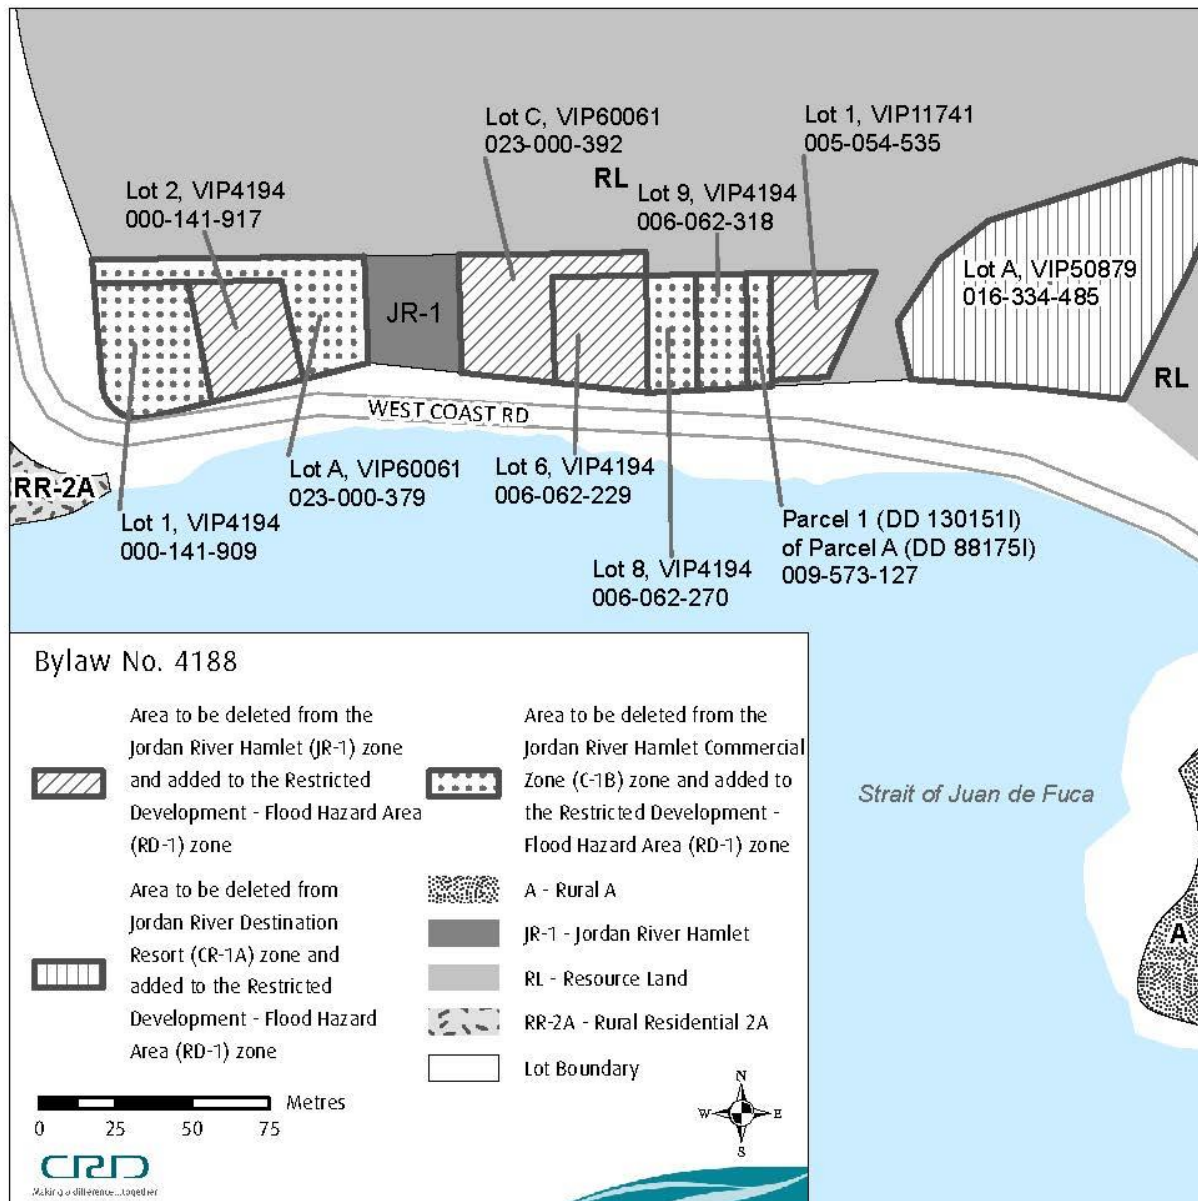 Lot C, VIP60061
023-000-392
Lot 1, VIP11741
005-054-535
RL
Lot 2, VIP4194
000-141-917
Lot 9, VIP4194
006-062-318
Lot A, VIP50879
016-334-485
JR-1
RL
WEST COAST RD
RR-2A
Lot A, VIP60061
023-000-379
Lot 6, VIP4194
006-062-229
Lot 1, VIP4194
000-141-909
Parcel 1 (DD 130151I)
of Parcel A (DD 88175I)
009-573-127
Lot 8, VIP4194
006-062-270
Bylaw No. 4188
Area to be deleted from the
Jordan River Hamlet (JR-1) zone
and added to the Restricted
Development - Flood Hazard Area
(RD-1) zone
Area to be deleted from
Jordan River Destination
Resort (CR-1A) zone and
added to the Restricted
Development - Flood Hazard
Area (RD-1) zone
Area to be deleted from the
Jordan River Hamlet Commercial
Zone (C-1B) zone and added to
the Restricted Development -
Flood Hazard Area (RD-1) zone
A - Rural A
JR-1 - Jordan River Hamlet
RL - Resource Land
RR-2A - Rural Residential 2A
Lot Boundary
Strait of Juan de Fuca
A
Metres
0 25 50 75
N
W E
S
CRD
Making a difference...together